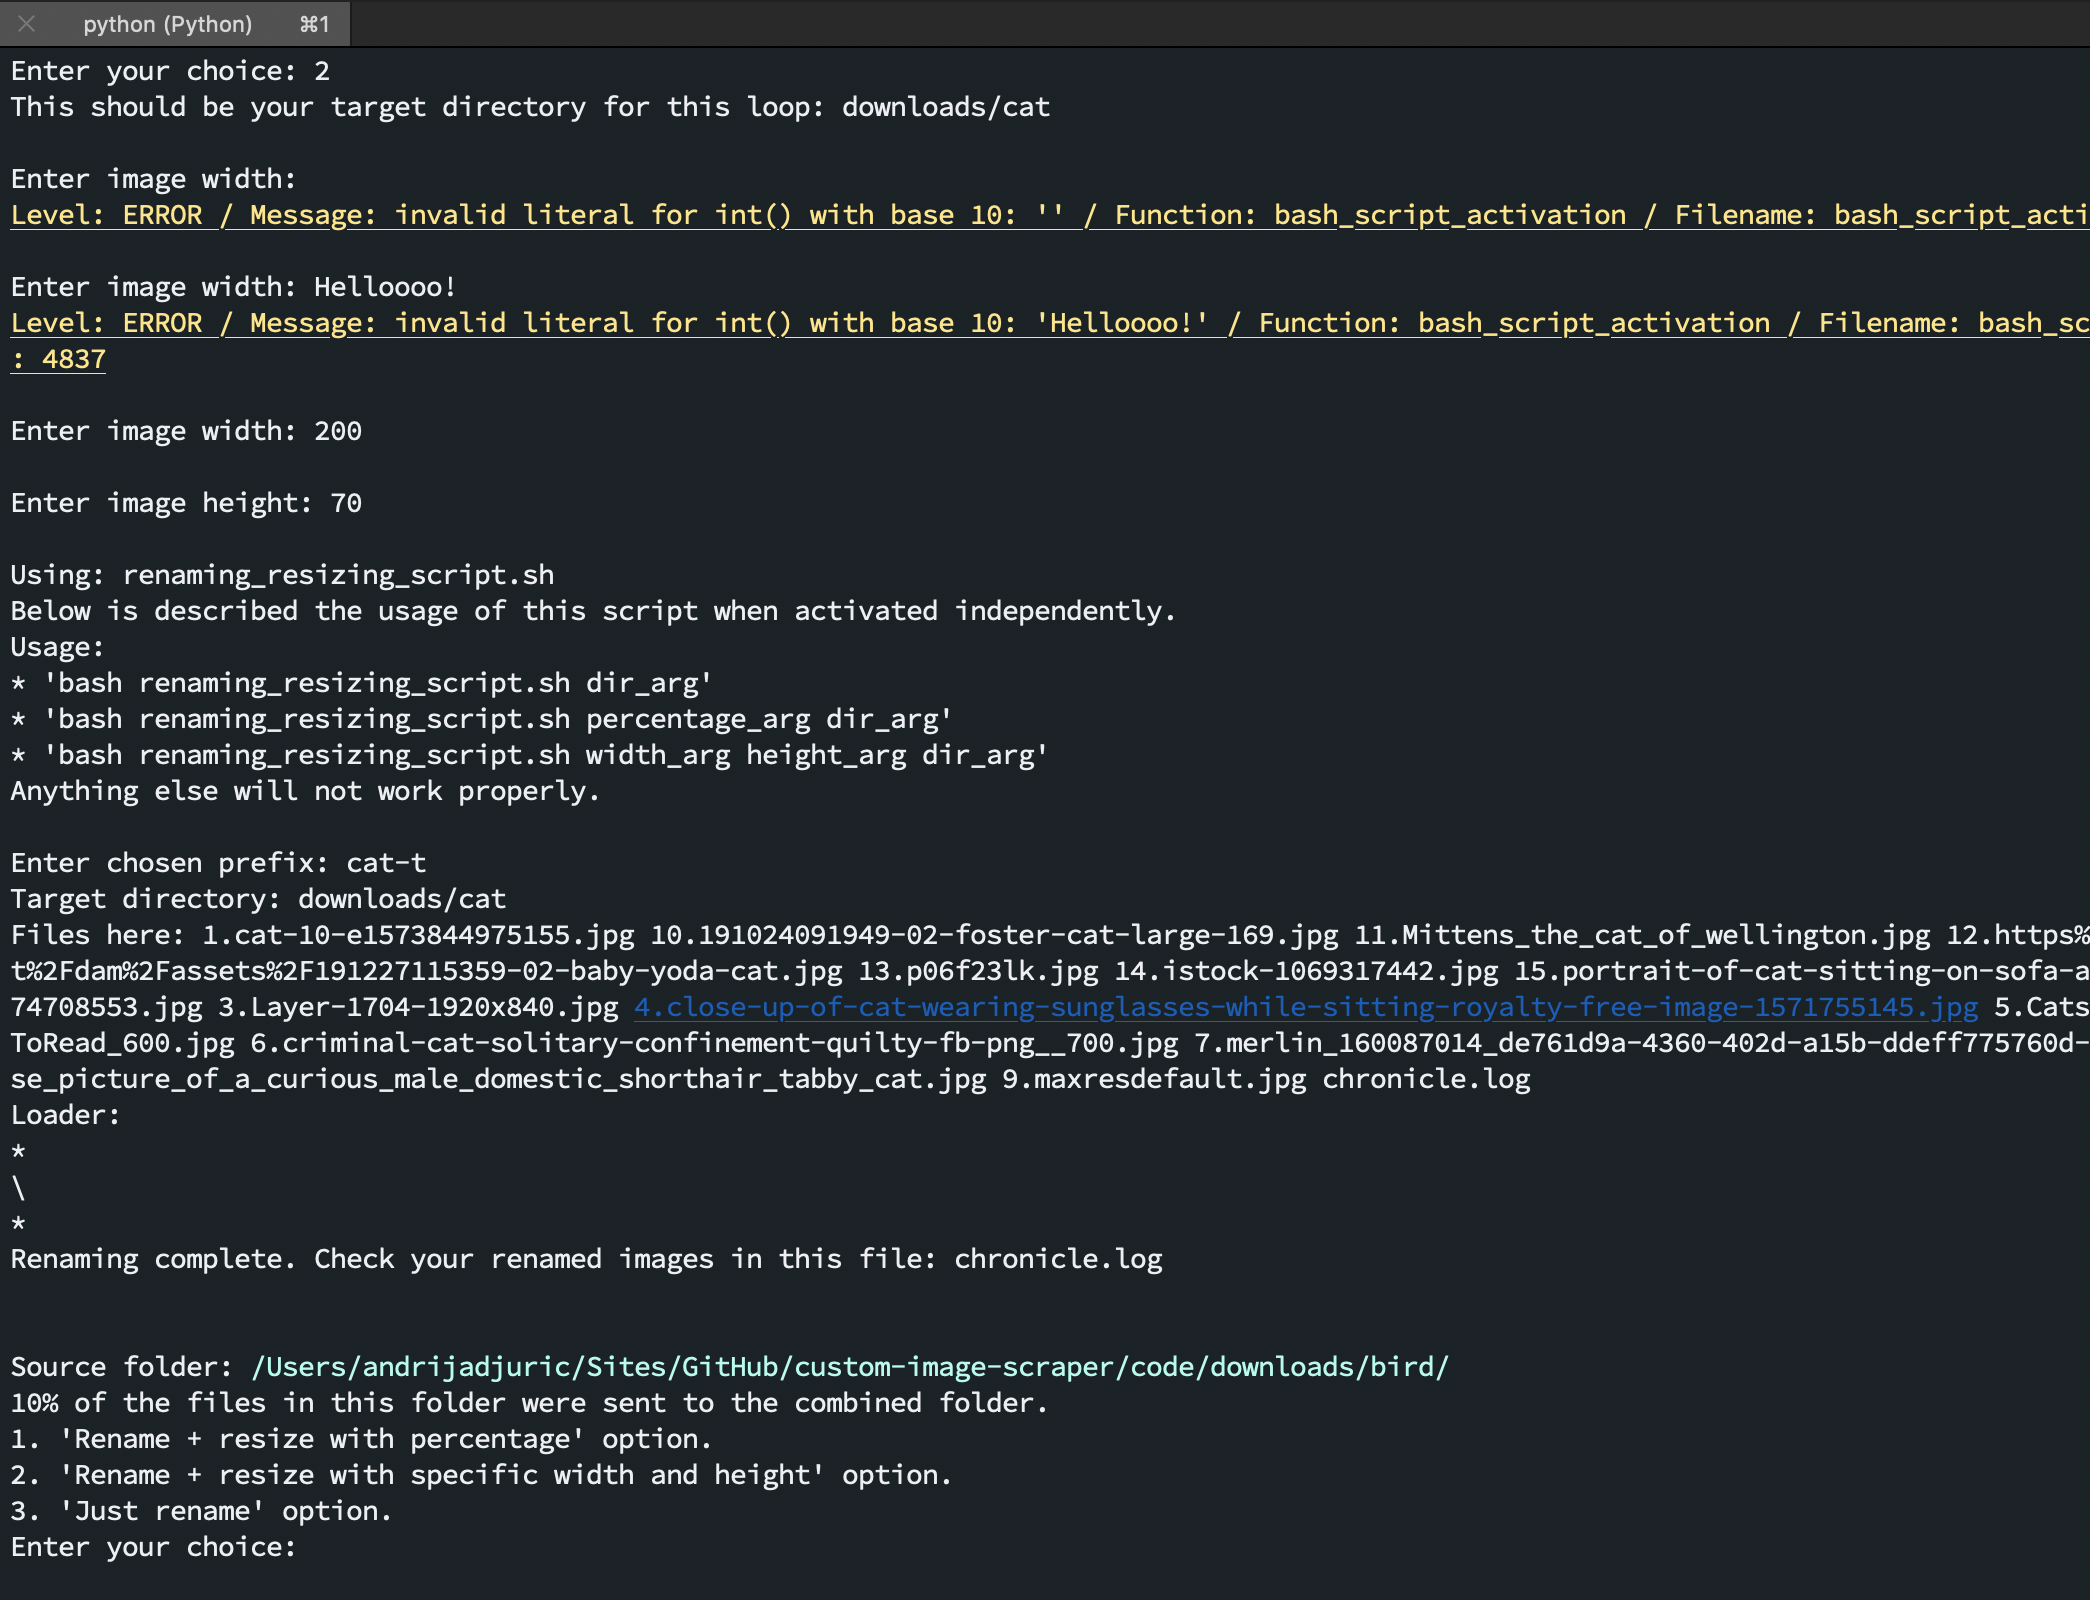 python (Python) ⌘1
Enter your choice: 2
This should be your target directory for this loop: downloads/cat
Enter image width:
Level: ERROR / Message: invalid literal for int() with base 10: '' / Function: bash_script_activation / Filename: bash_script_acti
Enter image width: Helloooo!
Level: ERROR / Message: invalid literal for int() with base 10: 'Helloooo!' / Function: bash_script_activation / Filename: bash_sc
: 4837
Enter image width: 200
Enter image height: 70
Using: renaming_resizing_script.sh
Below is described the usage of this script when activated independently.
Usage:
* 'bash renaming_resizing_script.sh dir_arg'
* 'bash renaming_resizing_script.sh percentage_arg dir_arg'
* 'bash renaming_resizing_script.sh width_arg height_arg dir_arg'
Anything else will not work properly.
Enter chosen prefix: cat-t
Target directory: downloads/cat
Files here: 1.cat-10-e1573844975155.jpg 10.191024091949-02-foster-cat-large-169.jpg 11.Mittens_the_cat_of_wellington.jpg 12.https%
t%2Fdam%2Fassets%2F191227115359-02-baby-yoda-cat.jpg 13.p06f23lk.jpg 14.istock-1069317442.jpg 15.portrait-of-cat-sitting-on-sofa-a
74708553.jpg 3.Layer-1704-1920x840.jpg 4.close-up-of-cat-wearing-sunglasses-while-sitting-royalty-free-image-1571755145.jpg 5.Cats
ToRead_600.jpg 6.criminal-cat-solitary-confinement-quilty-fb-png__700.jpg 7.merlin_160087014_de761d9a-4360-402d-a15b-ddeff775760d-
se_picture_of_a_curious_male_domestic_shorthair_tabby_cat.jpg 9.maxresdefault.jpg chronicle.log
Loader:
*
\
*
Renaming complete. Check your renamed images in this file: chronicle.log
Source folder: /Users/andrijadjuric/Sites/GitHub/custom-image-scraper/code/downloads/bird/
10% of the files in this folder were sent to the combined folder.
1. 'Rename + resize with percentage' option.
2. 'Rename + resize with specific width and height' option.
3. 'Just rename' option.
Enter your choice: